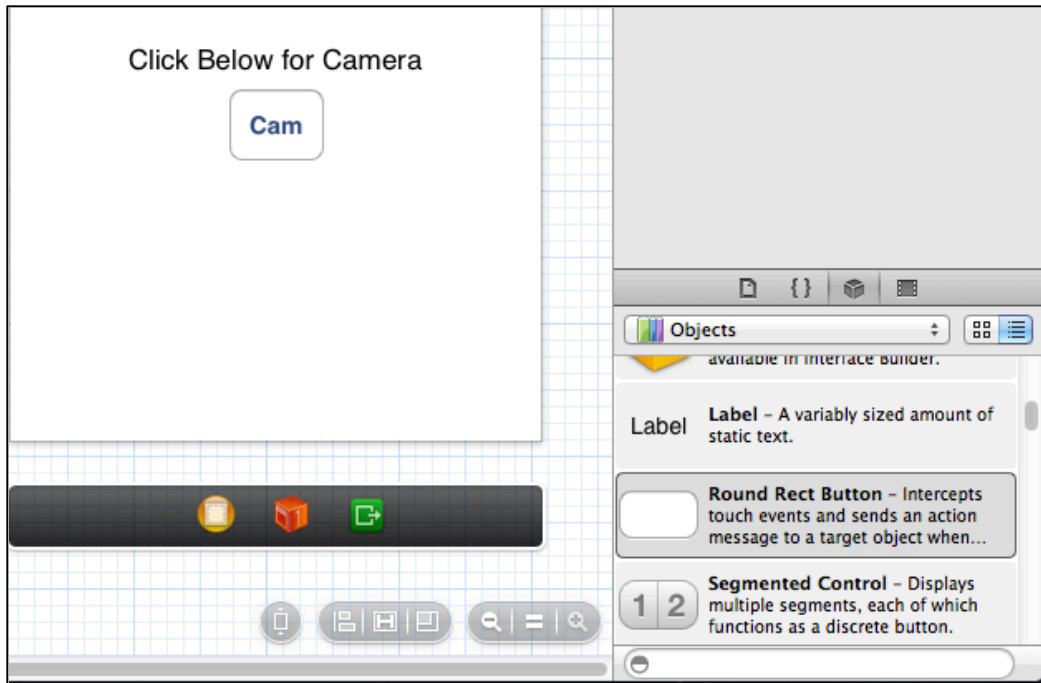 Click Below for Camera
Cam
{ }
Objects
available in Interface Builder.
Label
Label – A variably sized amount of
static text.
Round Rect Button – Intercepts
touch events and sends an action
message to a target object when...
1 2
Segmented Control – Displays
multiple segments, each of which
functions as a discrete button.